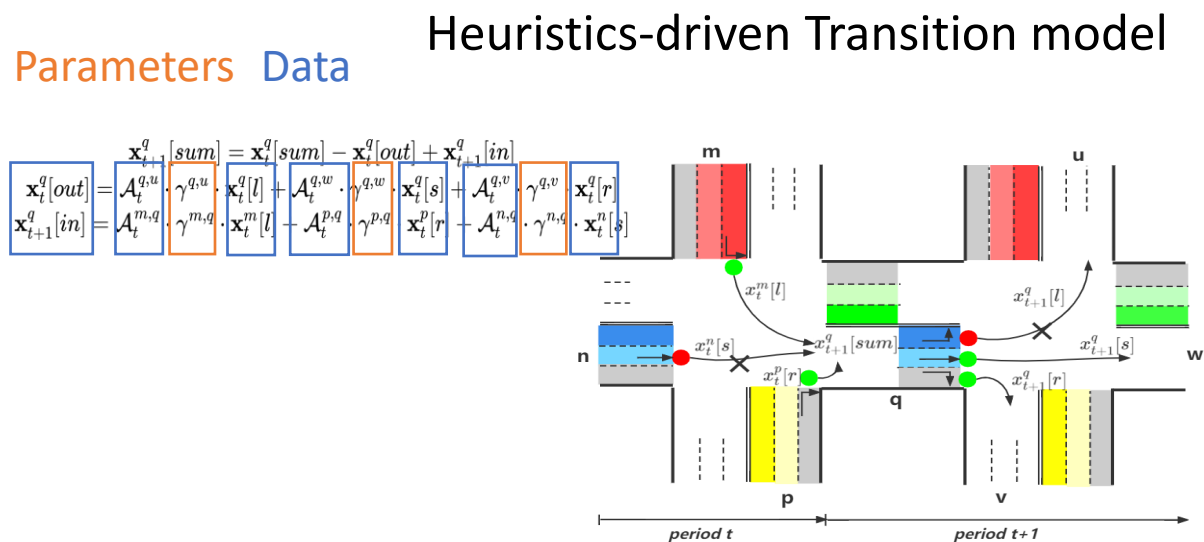 Heuristics-driven Transition model
Parameters Data
𝐱^q_{t+1}[sum] = 𝐱^q_t[sum] − 𝐱^q_t[out] + 𝐱^q_{t+1}[in]
𝐱^q_t[out] = 𝒜^{q,u}_t · γ^{q,u} · 𝐱^q_t[l] + 𝒜^{q,w}_t · γ^{q,w} · 𝐱^q_t[s] + 𝒜^{q,v}_t · γ^{q,v} · 𝐱^q_t[r]
𝐱^q_{t+1}[in] = 𝒜^{m,q}_t · γ^{m,q} · 𝐱^m_t[l] + 𝒜^{p,q}_t · γ^{p,q} · 𝐱^p_t[r] + 𝒜^{n,q}_t · γ^{n,q} · 𝐱^n_t[s]
m
u
x^m_t[l]
x^q_{t+1}[l]
n
x^n_t[s]
x^q_{t+1}[sum]
x^q_{t+1}[s]
w
x^p_t[r]
x^q_{t+1}[r]
q
p
v
period t
period t+1